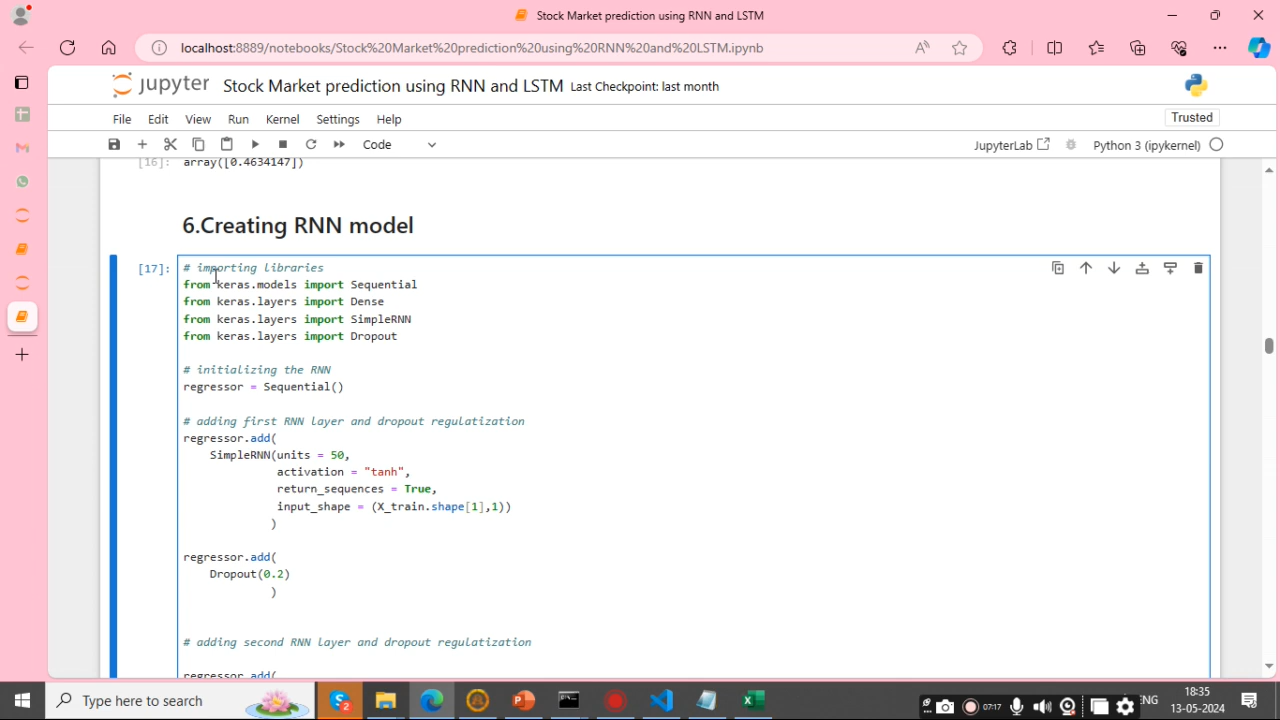 Stock Market prediction using RNN and LSTM
localhost:8889/notebooks/Stock%20Market%20prediction%20using%20RNN%20and%20LSTM.ipynb
jupyter Stock Market prediction using RNN and LSTM Last Checkpoint: last month
File Edit View Run Kernel Settings Help
Trusted
Code
JupyterLab
Python 3 (ipykernel)
[16]: array([0.4634147])
6.Creating RNN model
[17]: # importing libraries
from keras.models import Sequential
from keras.layers import Dense
from keras.layers import SimpleRNN
from keras.layers import Dropout
# initializing the RNN
regressor = Sequential()
# adding first RNN layer and dropout regulatization
regressor.add(
SimpleRNN(units = 50,
activation = "tanh",
return_sequences = True,
input_shape = (X_train.shape[1],1))
)
regressor.add(
Dropout(0.2)
)
# adding second RNN layer and dropout regulatization
regressor.add(
Type here to search
07:17
ENG
18:35
13-05-2024